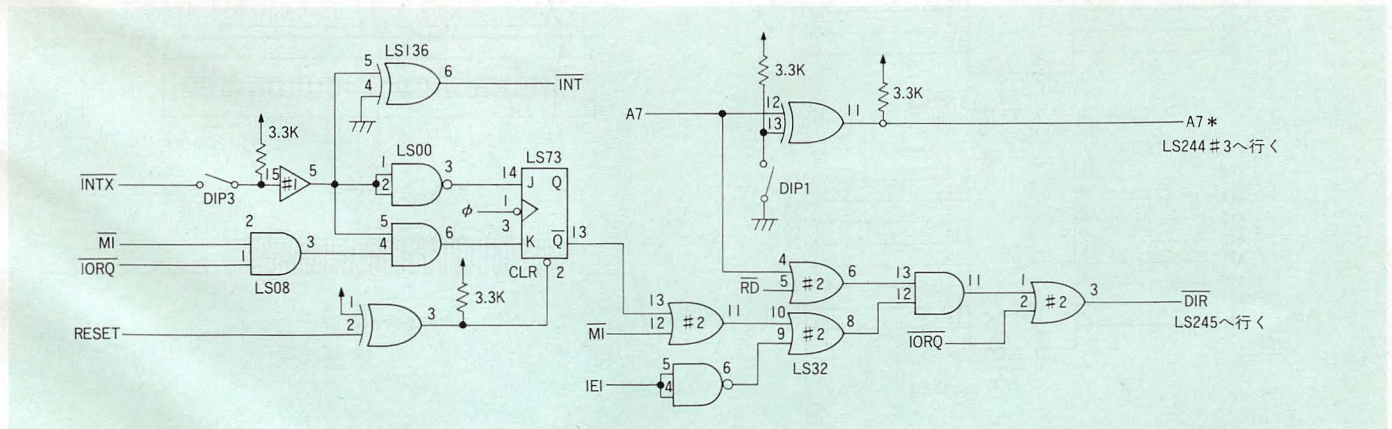 LS136
5
4
6
INT
3.3K
INTX
DIP3
15
#1
5
LS00
1
2
3
LS73
14
J
Q
φ
1
3
K
Q
13
CLR
2
5
4
6
MI
IORQ
2
1
3
LS08
3.3K
RESET
1
2
3
A7
3.3K
12
13
11
3.3K
A7*
LS244#3へ行く
DIP1
RD
4
5
#2
6
13
12
11
1
2
#2
3
DIR
LS245へ行く
IORQ
13
12
#2
11
MI
10
9
#2
8
LS32
IEI
5
4
6